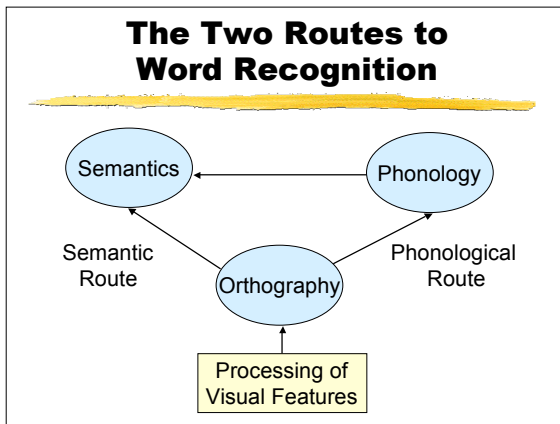 The Two Routes to
Word Recognition
Semantics
Phonology
Semantic
Route
Phonological
Route
Orthography
Processing of
Visual Features